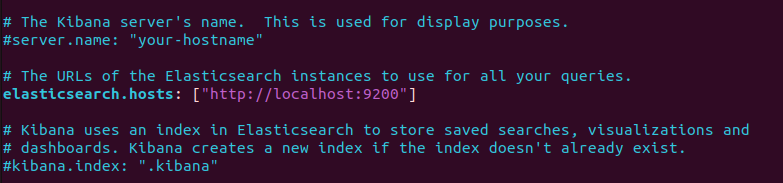 # The Kibana server's name.  This is used for display purposes.
#server.name: "your-hostname"
# The URLs of the Elasticsearch instances to use for all your queries.
elasticsearch.hosts: ["http://localhost:9200"]
# Kibana uses an index in Elasticsearch to store saved searches, visualizations and
# dashboards. Kibana creates a new index if the index doesn't already exist.
#kibana.index: ".kibana"